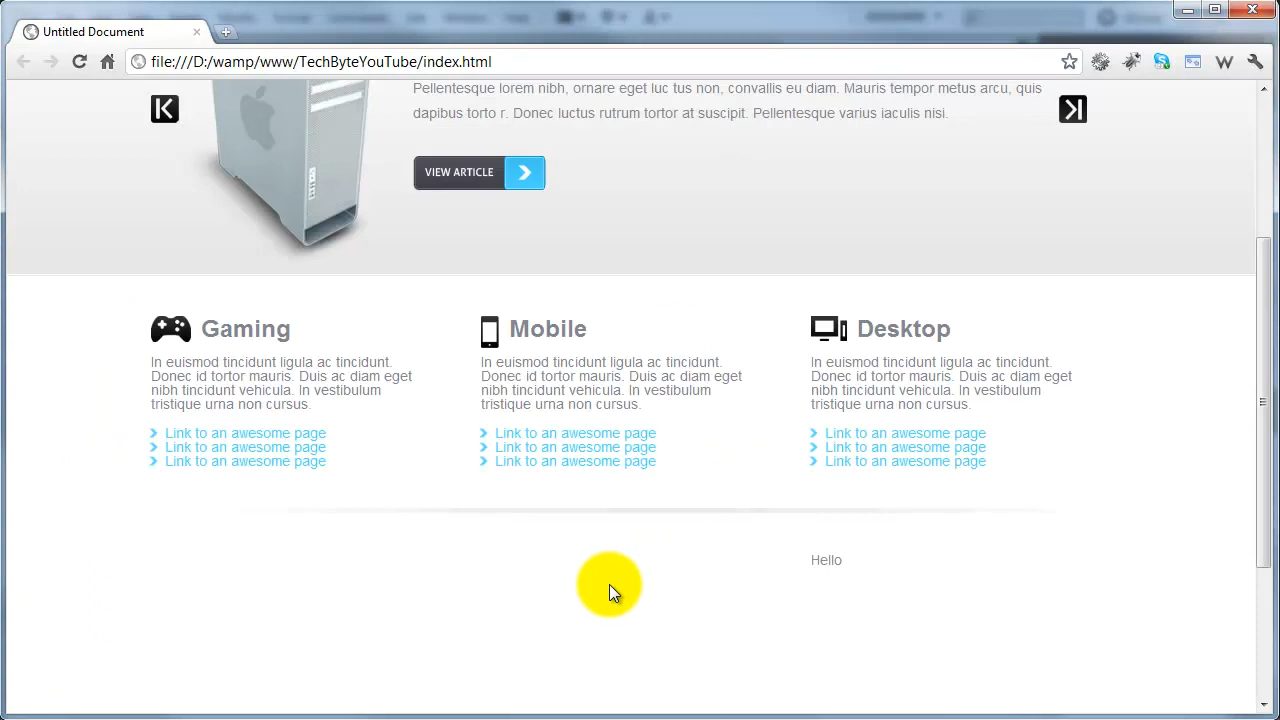 Untitled Document
file:///D:/wamp/www/TechByteYouTube/index.html
Pellentesque lorem nibh, ornare eget luc tus non, convallis eu diam. Mauris tempor metus arcu, quis
dapibus torto r. Donec luctus rutrum tortor at suscipit. Pellentesque varius iaculis nisi.
VIEW ARTICLE
Gaming
In euismod tincidunt ligula ac tincidunt.
Donec id tortor mauris. Duis ac diam eget
nibh tincidunt vehicula. In vestibulum
tristique urna non cursus.
Link to an awesome page
Link to an awesome page
Link to an awesome page
Mobile
In euismod tincidunt ligula ac tincidunt.
Donec id tortor mauris. Duis ac diam eget
nibh tincidunt vehicula. In vestibulum
tristique urna non cursus.
Link to an awesome page
Link to an awesome page
Link to an awesome page
Desktop
In euismod tincidunt ligula ac tincidunt.
Donec id tortor mauris. Duis ac diam eget
nibh tincidunt vehicula. In vestibulum
tristique urna non cursus.
Link to an awesome page
Link to an awesome page
Link to an awesome page
Hello